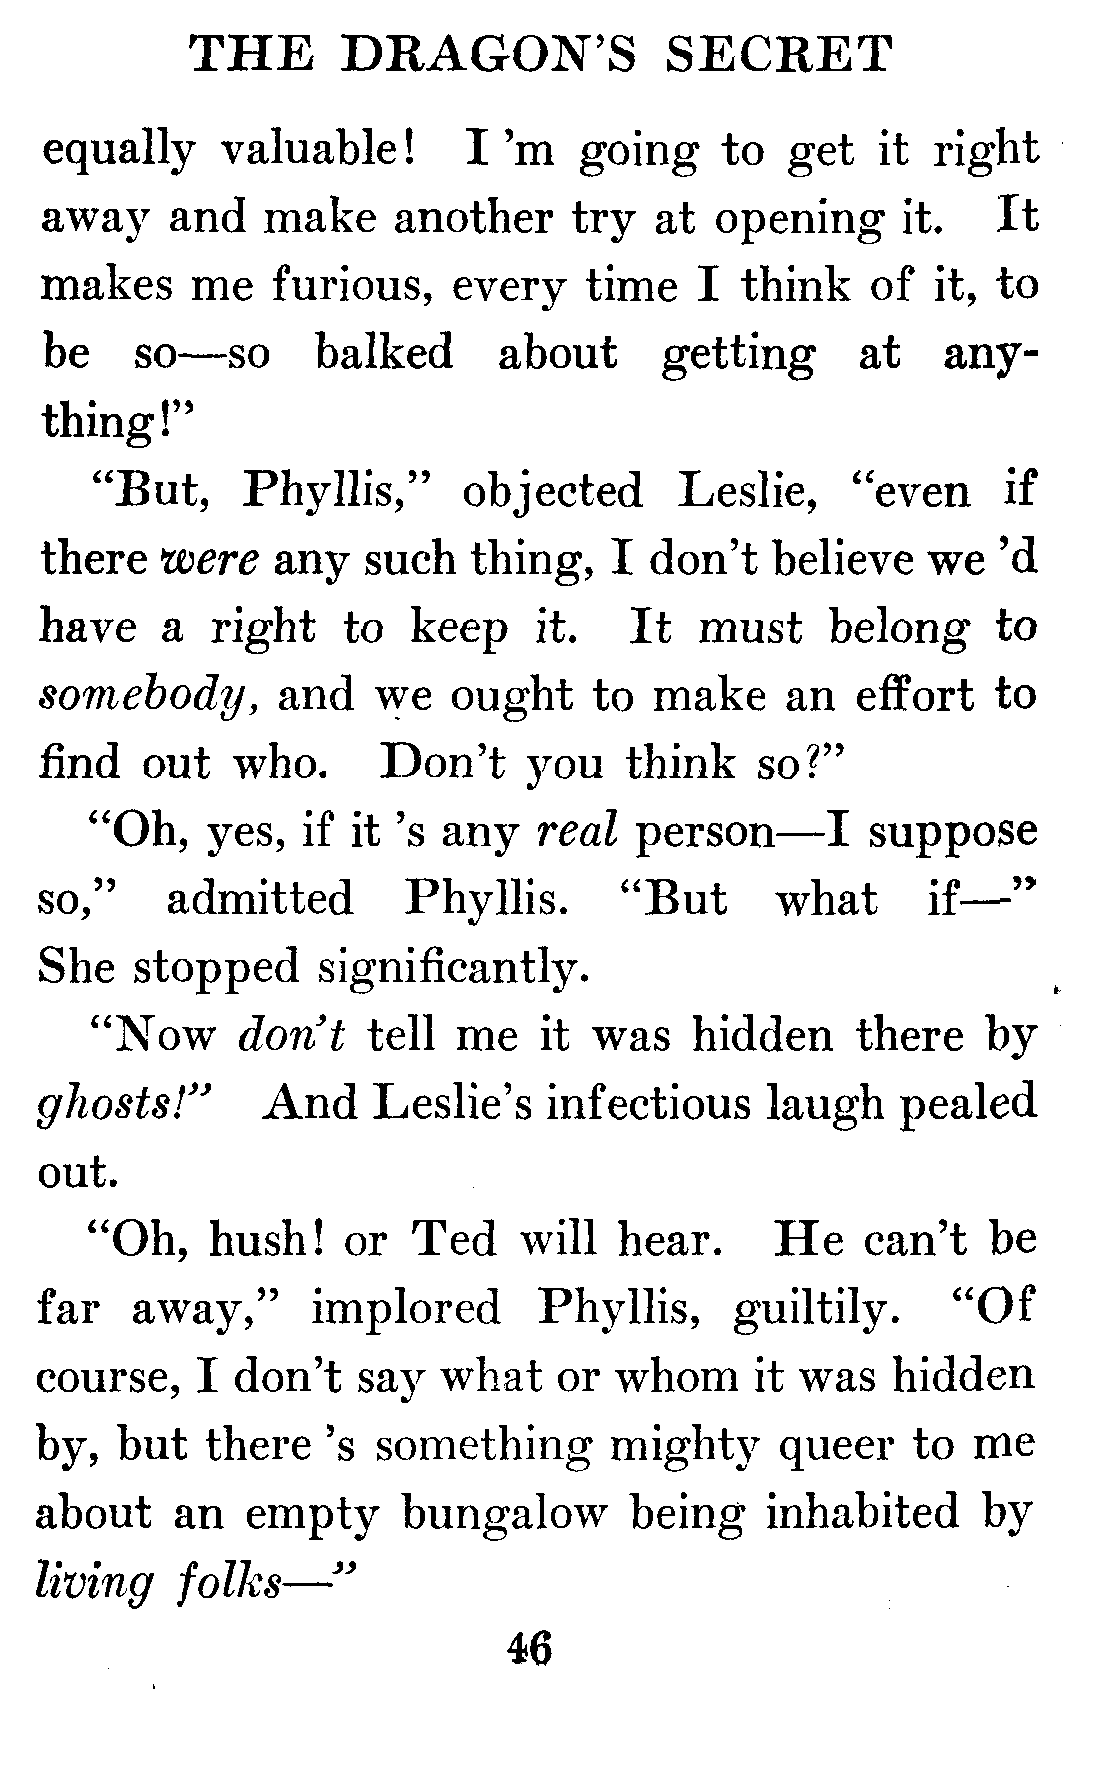 THE DRAGON'S SECRET
equally valuable! I 'm going to get it right
away and make another try at opening it. It
makes me furious, every time I think of it, to
be so—so balked about getting at any-
thing!”
“But, Phyllis,” objected Leslie, “even if
there were any such thing, I don't believe we 'd
have a right to keep it. It must belong to
somebody, and we ought to make an effort to
find out who. Don't you think so?”
“Oh, yes, if it 's any real person—I suppose
so,” admitted Phyllis. “But what if—”
She stopped significantly.
“Now don't tell me it was hidden there by
ghosts!” And Leslie's infectious laugh pealed
out.
“Oh, hush! or Ted will hear. He can't be
far away,” implored Phyllis, guiltily. “Of
course, I don't say what or whom it was hidden
by, but there 's something mighty queer to me
about an empty bungalow being inhabited by
living folks—”
46